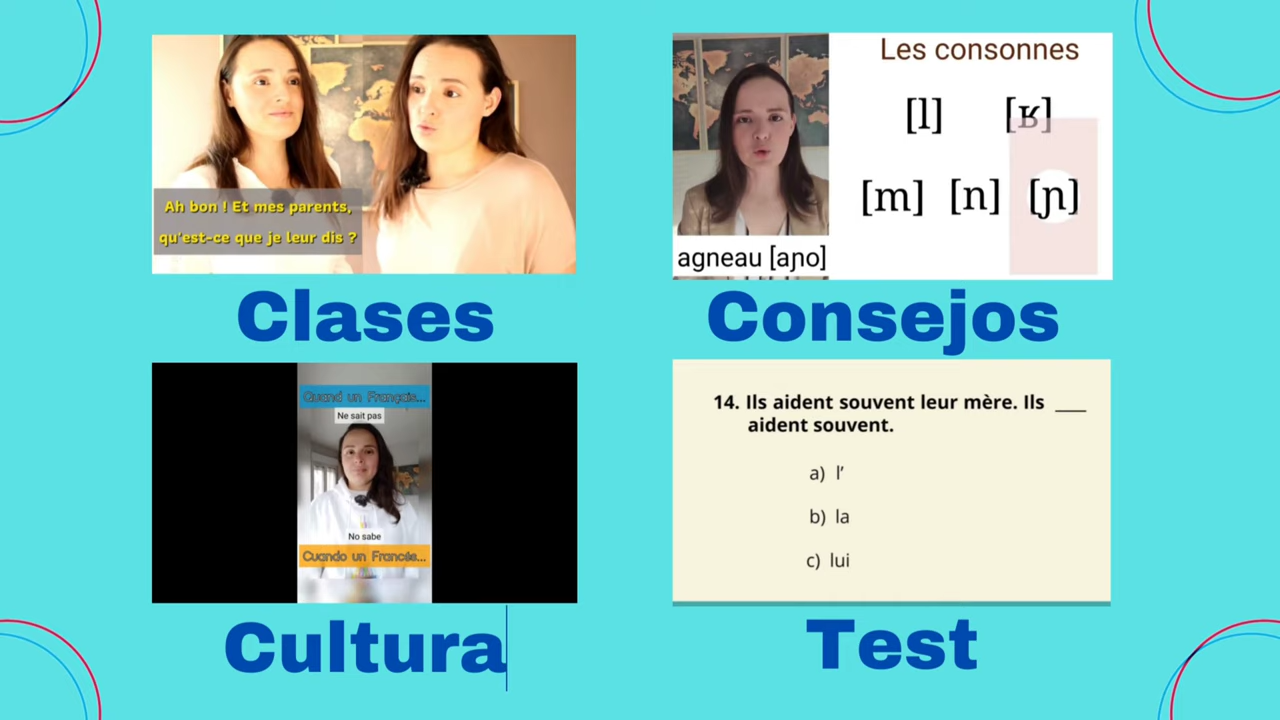 Ah bon ! Et mes parents,
qu'est-ce que je leur dis ?
Clases
Les consonnes
[l] [ʁ]
[m] [n] [ɲ]
agneau [aɲo]
Consejos
Quand un Français...
Ne sait pas
No sabe
Cuando un Francés...
Cultura
14. Ils aident souvent leur mère. Ils ____
aident souvent.
a) l’
b) la
c) lui
Test